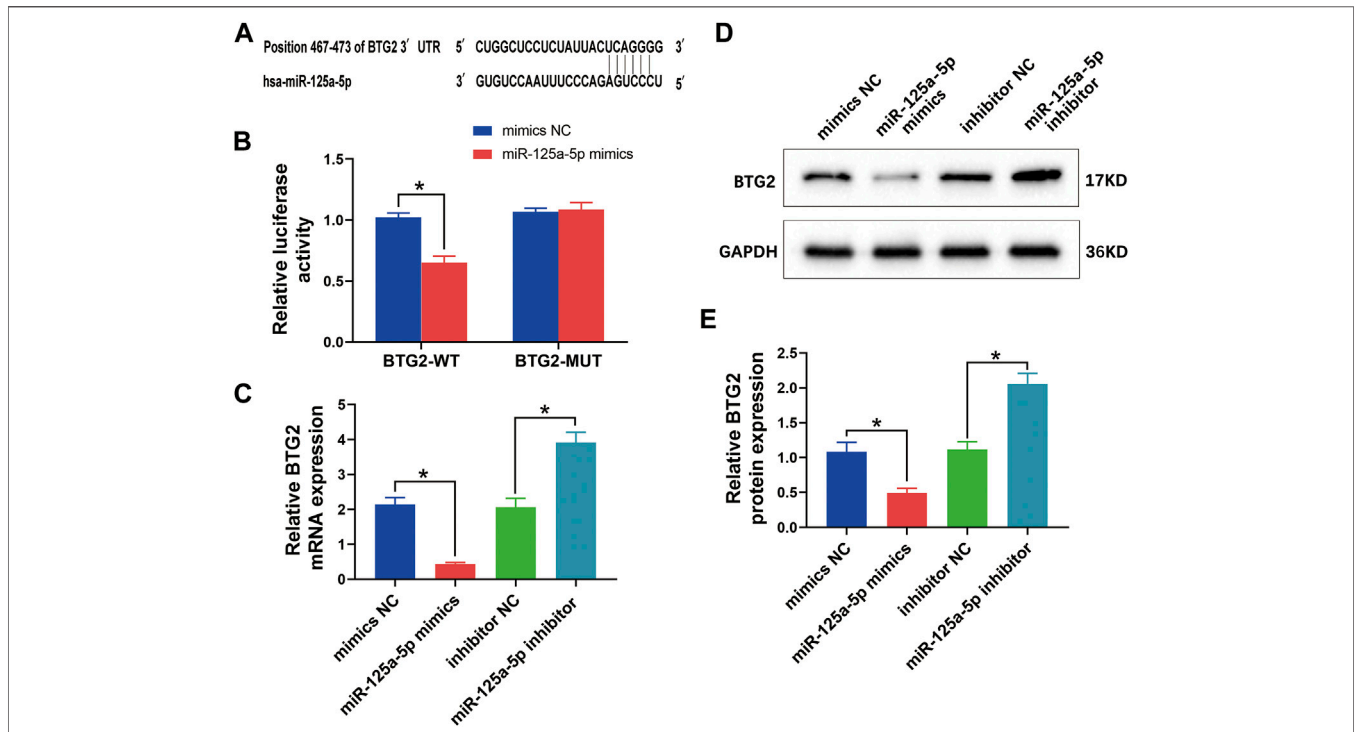 A
Position 467-473 of BTG2 3′ UTR 5′ CUGGCUCCUCUAUUACUCAGGGG 3′
hsa-miR-125a-5p 3′ GUGUCCAAUUUCCCAGAGUCCCU 5′
B
mimics NC
miR-125a-5p mimics
Relative luciferase
activity
1.5
1.0
0.5
0.0
*
BTG2-WT BTG2-MUT
C
Relative BTG2
mRNA expression
5
4
3
2
1
0
*
*
mimics NC
miR-125a-5p mimics
inhibitor NC
miR-125a-5p inhibitor
D
mimics NC
miR-125a-5p
mimics
inhibitor NC
miR-125a-5p
inhibitor
BTG2 17KD
GAPDH 36KD
E
Relative BTG2
protein expression
2.5
2.0
1.5
1.0
0.5
0.0
*
*
mimics NC
miR-125a-5p mimics
inhibitor NC
miR-125a-5p inhibitor